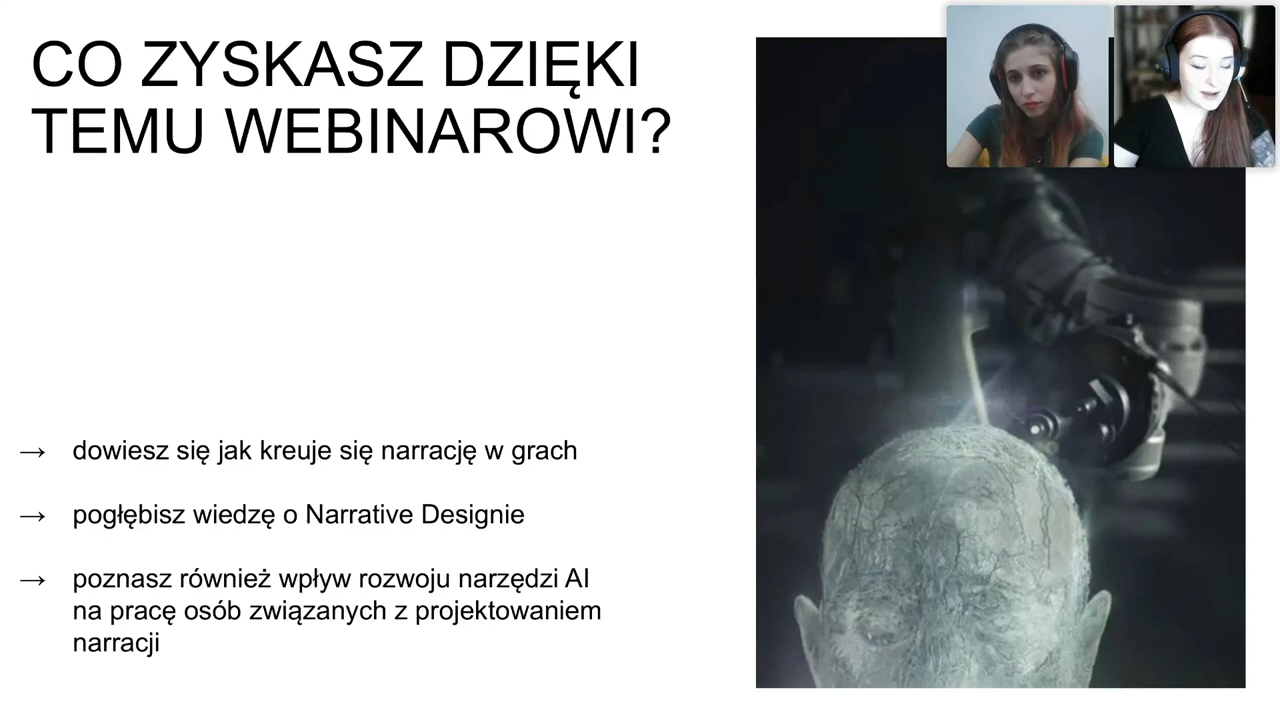 CO ZYSKASZ DZIĘKI
TEMU WEBINAROWI?
→ dowiesz się jak kreuje się narrację w grach
→ pogłębisz wiedzę o Narrative Designie
→ poznasz również wpływ rozwoju narzędzi AI
na pracę osób związanych z projektowaniem
narracji